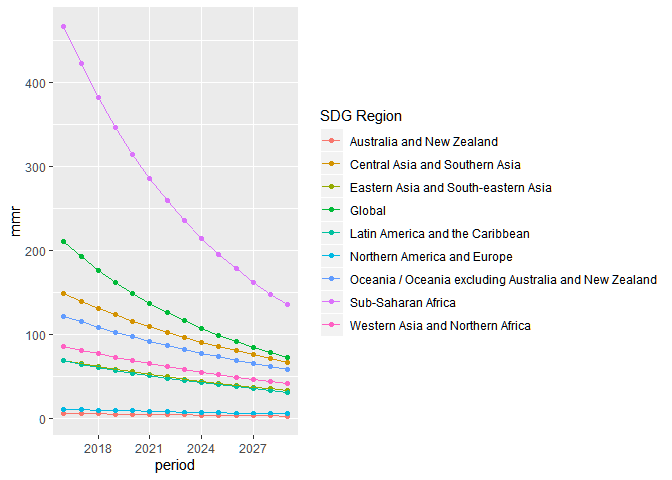 400
300
200
100
0
mmr
2018 2021 2024 2027
period
SDG Region
Australia and New Zealand
Central Asia and Southern Asia
Eastern Asia and South-eastern Asia
Global
Latin America and the Caribbean
Northern America and Europe
Oceania / Oceania excluding Australia and New Zealand
Sub-Saharan Africa
Western Asia and Northern Africa